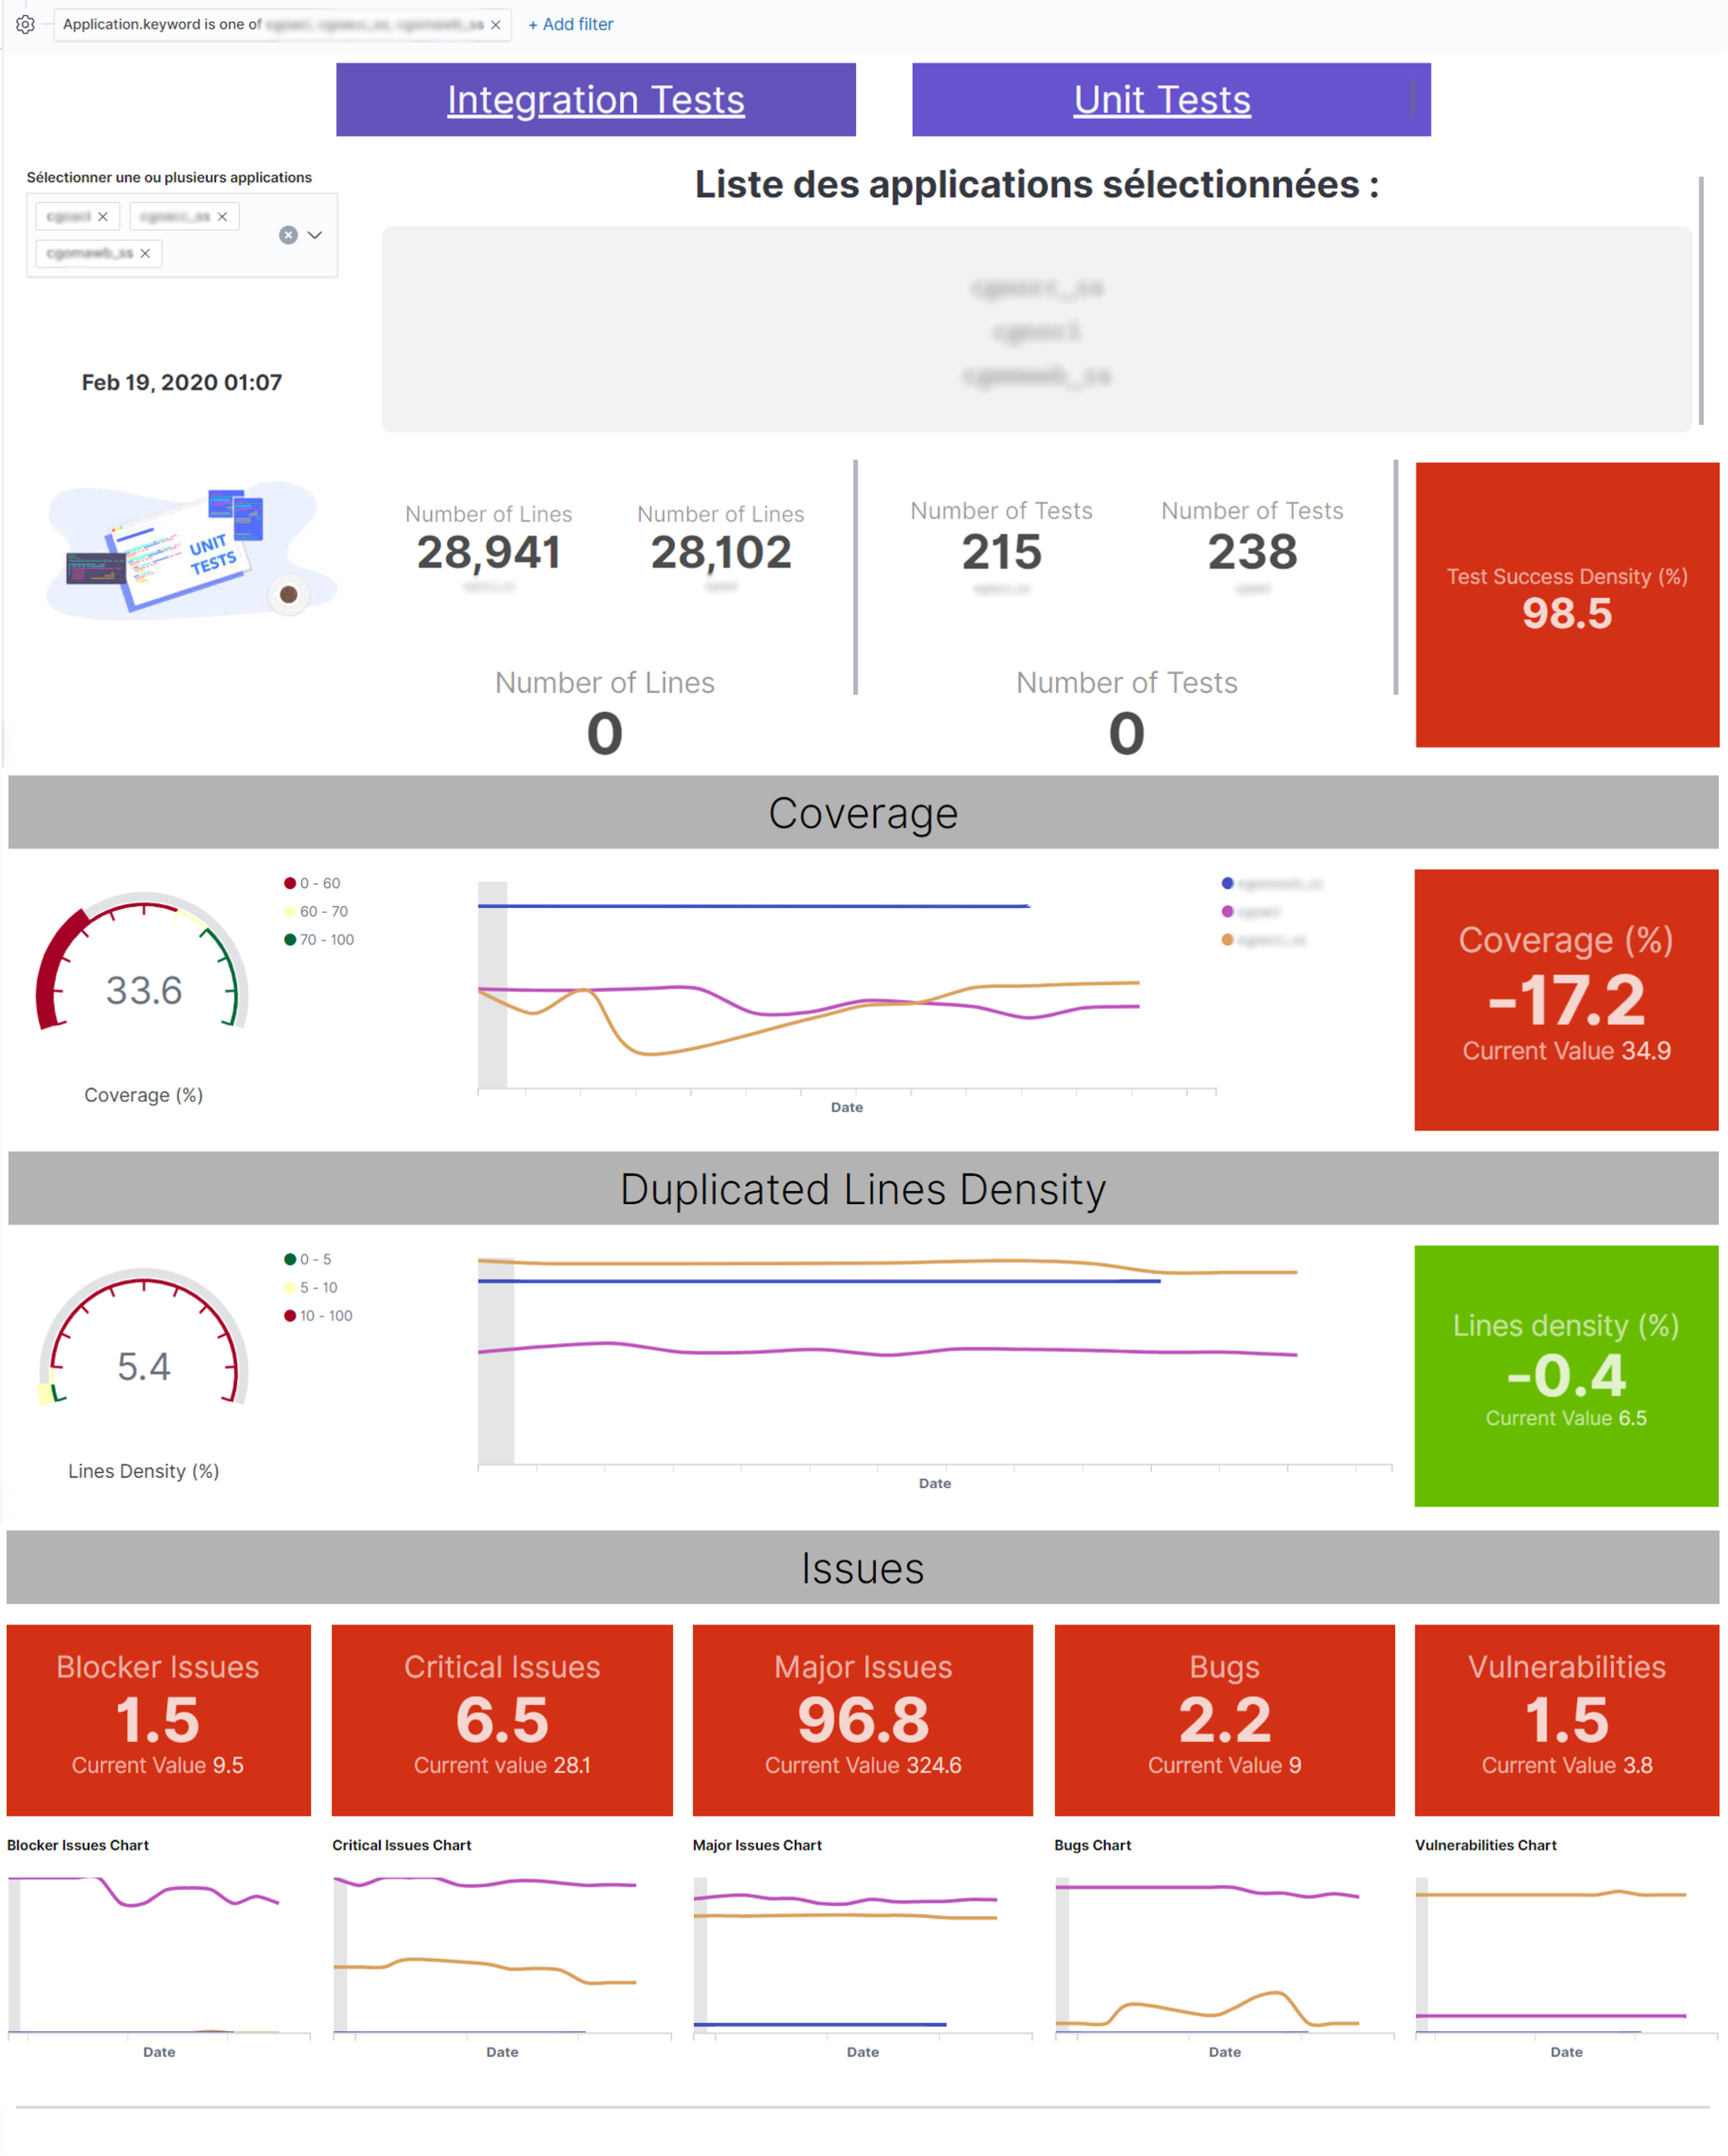 Application.keyword is one of
+ Add filter
Integration Tests
Unit Tests
Sélectionner une ou plusieurs applications
Liste des applications sélectionnées :
Feb 19, 2020 01:07
UNIT
TESTS
Number of Lines
28,941
Number of Lines
28,102
Number of Tests
215
Number of Tests
238
Test Success Density (%)
98.5
Number of Lines
0
Number of Tests
0
Coverage
0 - 60
60 - 70
70 - 100
33.6
Coverage (%)
Date
Coverage (%)
-17.2
Current Value 34.9
Duplicated Lines Density
0 - 5
5 - 10
10 - 100
5.4
Lines Density (%)
Date
Lines density (%)
-0.4
Current Value 6.5
Issues
Blocker Issues
1.5
Current Value 9.5
Critical Issues
6.5
Current value 28.1
Major Issues
96.8
Current Value 324.6
Bugs
2.2
Current Value 9
Vulnerabilities
1.5
Current Value 3.8
Blocker Issues Chart
Critical Issues Chart
Major Issues Chart
Bugs Chart
Vulnerabilities Chart
Date
Date
Date
Date
Date